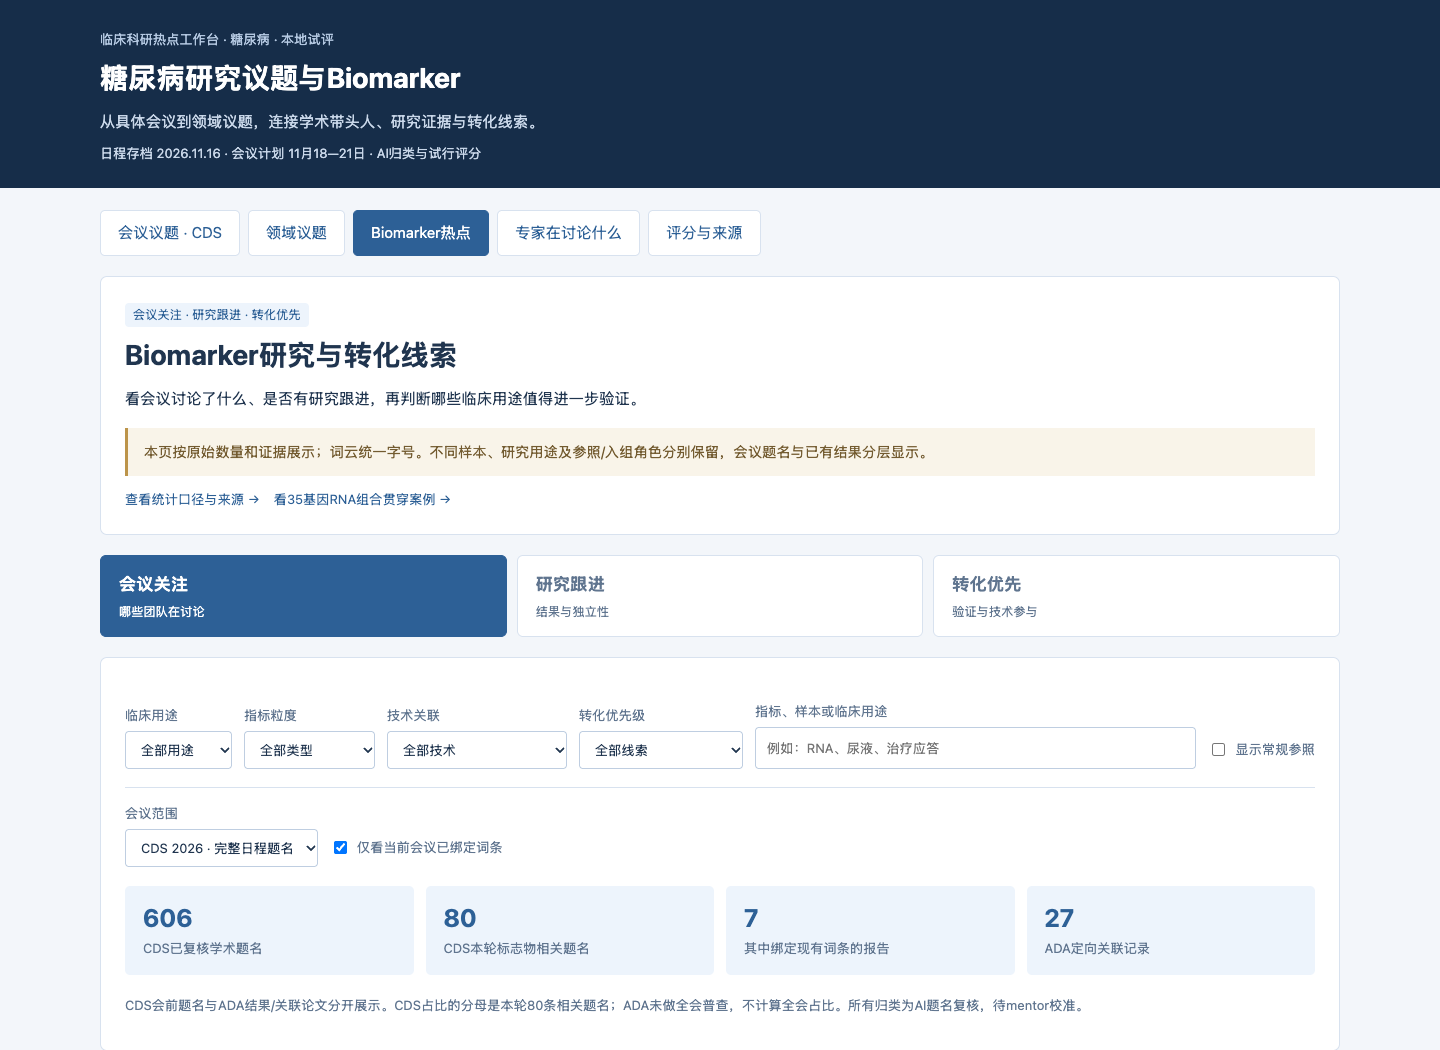 临床科研热点工作台 · 糖尿病 · 本地试评
糖尿病研究议题与Biomarker
从具体会议到领域议题，连接学术带头人、研究证据与转化线索。
日程存档 2026.11.16 · 会议计划 11月18—21日 · AI归类与试行评分
会议议题 · CDS
领域议题
Biomarker热点
专家在讨论什么
评分与来源
会议关注 · 研究跟进 · 转化优先
Biomarker研究与转化线索
看会议讨论了什么、是否有研究跟进，再判断哪些临床用途值得进一步验证。
本页按原始数量和证据展示；词云统一字号。不同样本、研究用途及参照/入组角色分别保留，会议题名与已有结果分层显示。
查看统计口径与来源 → 看35基因RNA组合贯穿案例 →
会议关注
哪些团队在讨论
研究跟进
结果与独立性
转化优先
验证与技术参与
临床用途
全部用途
指标粒度
全部类型
技术关联
全部技术
转化优先级
全部线索
指标、样本或临床用途
例如：RNA、尿液、治疗应答
显示常规参照
会议范围
CDS 2026 · 完整日程题名
仅看当前会议已绑定词条
606
CDS已复核学术题名
80
CDS本轮标志物相关题名
7
其中绑定现有词条的报告
27
ADA定向关联记录
CDS会前题名与ADA结果/关联论文分开展示。CDS占比的分母是本轮80条相关题名；ADA未做全会普查，不计算全会占比。所有归类为AI题名复核，待mentor校准。